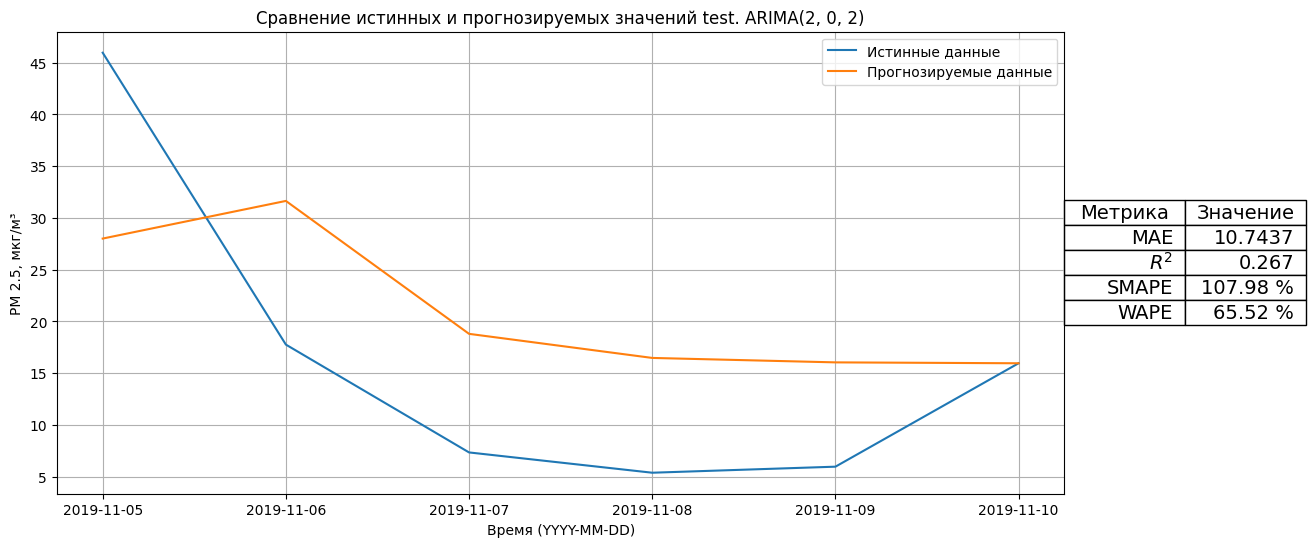 Сравнение истинных и прогнозируемых значений test. ARIMA(2, 0, 2)
Истинные данные
Прогнозируемые данные
PM 2.5, мкг/м³
45
40
35
30
25
20
15
10
5
2019-11-05 2019-11-06 2019-11-07 2019-11-08 2019-11-09 2019-11-10
Время (YYYY-MM-DD)
Метрика Значение
MAE 10.7437
R² 0.267
SMAPE 107.98 %
WAPE 65.52 %